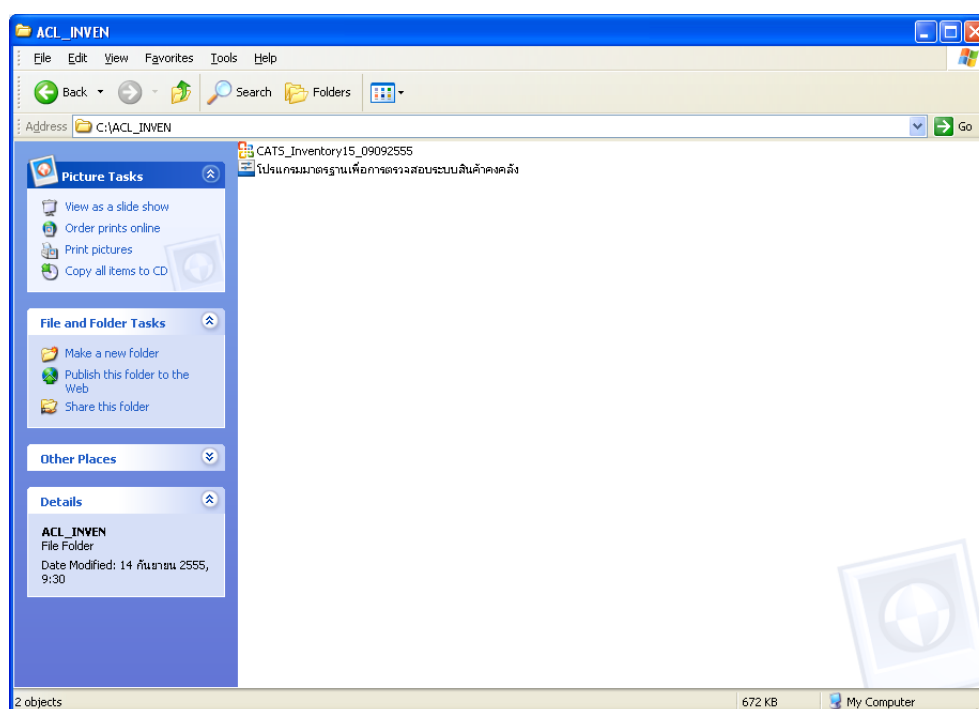 ACL_INVEN
File Edit View Favorites Tools Help
Back Search Folders
Address C:\ACL_INVEN Go
Picture Tasks
View as a slide show
Order prints online
Print pictures
Copy all items to CD
File and Folder Tasks
Make a new folder
Publish this folder to the
Web
Share this folder
Other Places
Details
ACL_INVEN
File Folder
Date Modified: 14 กันยายน 2555,
9:30
CATS_Inventory15_09092555
โปรแกรมมาตรฐานเพื่อการตรวจสอบระบบสินค้าคงคลัง
2 objects 672 KB My Computer